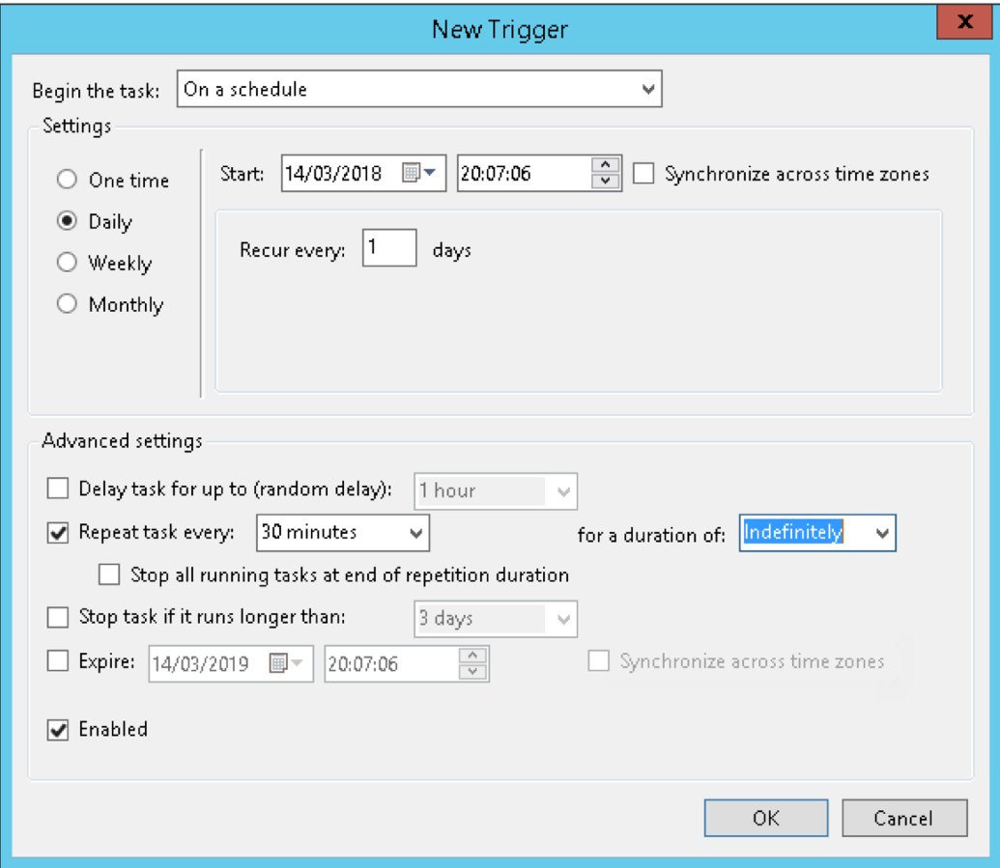 New Trigger
x
Begin the task: On a schedule
Settings
One time
Daily
Weekly
Monthly
Start: 14/03/2018 20:07:06 Synchronize across time zones
Recur every: 1 days
Advanced settings
Delay task for up to (random delay): 1 hour
Repeat task every: 30 minutes for a duration of: Indefinitely
Stop all running tasks at end of repetition duration
Stop task if it runs longer than: 3 days
Expire: 14/03/2019 20:07:06 Synchronize across time zones
Enabled
OK Cancel